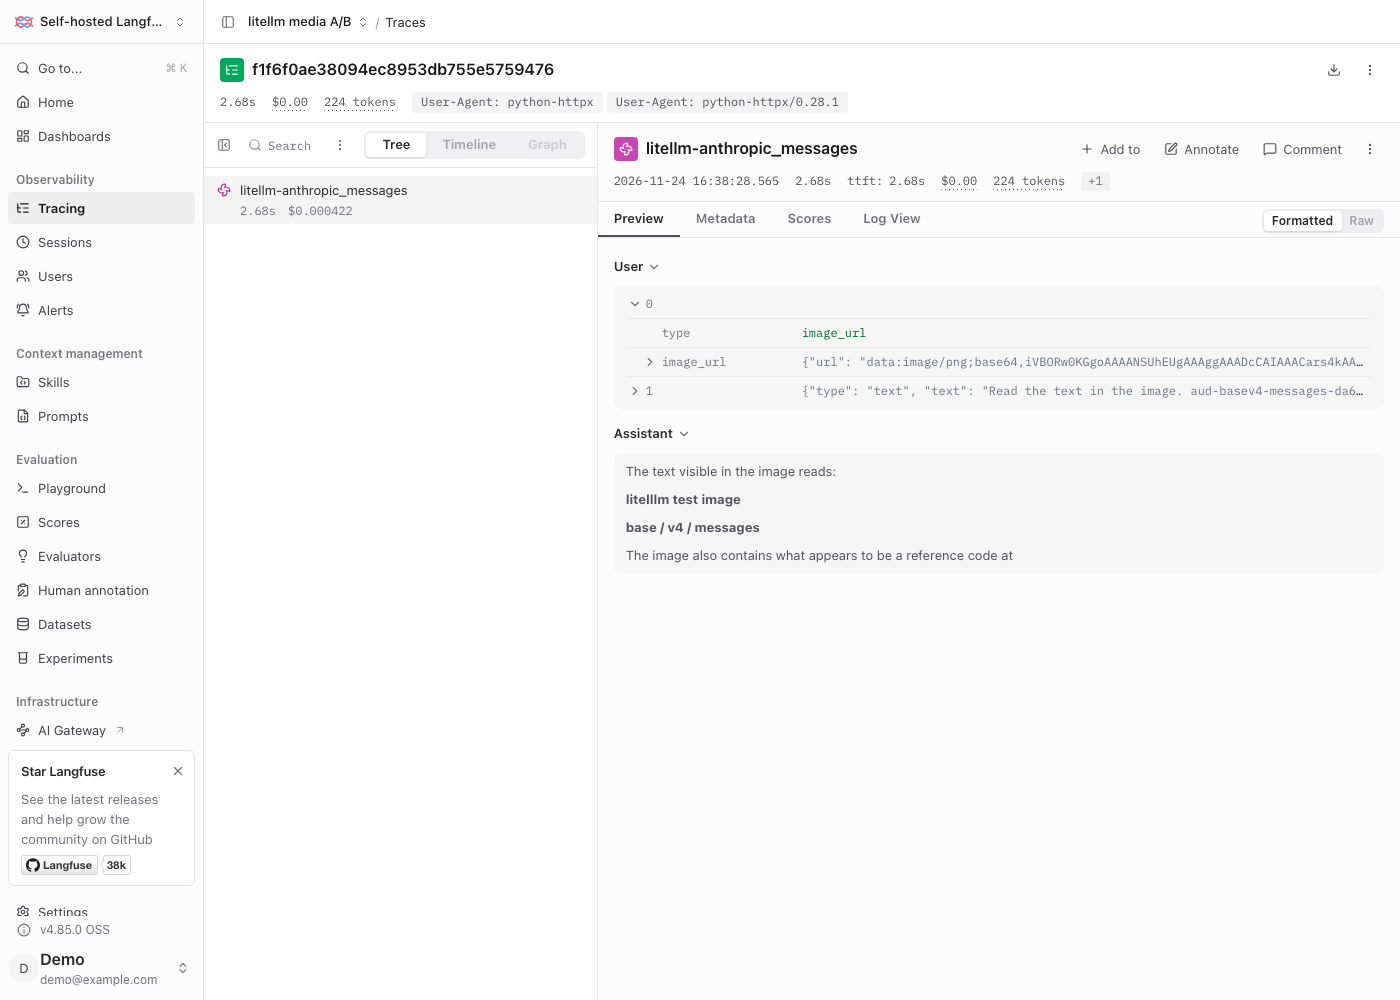 Self-hosted Langf...
litellm media A/B / Traces
Go to... ⌘ K
Home
Dashboards
Observability
Tracing
Sessions
Users
Alerts
Context management
Skills
Prompts
Evaluation
Playground
Scores
Evaluators
Human annotation
Datasets
Experiments
Infrastructure
AI Gateway
Star Langfuse
See the latest releases
and help grow the
community on GitHub
Langfuse 38k
Settings
v4.85.0 OSS
D
Demo
demo@example.com
f1f6f0ae38094ec8953db755e5759476
2.68s $0.00 224 tokens User-Agent: python-httpx User-Agent: python-httpx/0.28.1
Search Tree Timeline Graph
litellm-anthropic_messages
2.68s $0.000422
litellm-anthropic_messages
Add to Annotate Comment
2026-11-24 16:38:28.565 2.68s ttft: 2.68s $0.00 224 tokens +1
Preview Metadata Scores Log View Formatted Raw
User
0
type image_url
image_url {"url": "data:image/png;base64,iVBORw0KGgoAAAANSUhEUgAAAggAAADcCAIAAACars4kAA…
1 {"type": "text", "text": "Read the text in the image. aud-basev4-messages-da6…
Assistant
The text visible in the image reads:
litelllm test image
base / v4 / messages
The image also contains what appears to be a reference code at